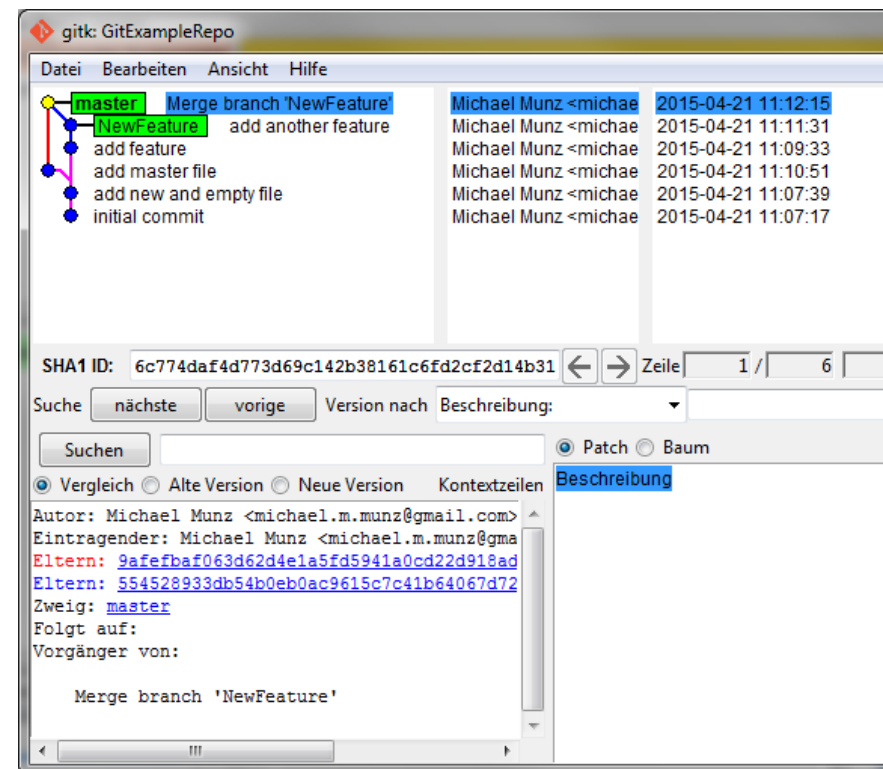 gitk: GitExampleRepo
Datei Bearbeiten Ansicht Hilfe
master Merge branch 'NewFeature' Michael Munz <michae 2015-04-21 11:12:15
NewFeature add another feature Michael Munz <michae 2015-04-21 11:11:31
add feature Michael Munz <michae 2015-04-21 11:09:33
add master file Michael Munz <michae 2015-04-21 11:10:51
add new and empty file Michael Munz <michae 2015-04-21 11:07:39
initial commit Michael Munz <michae 2015-04-21 11:07:17
SHA1 ID: 6c774daf4d773d69c142b38161c6fd2cf2d14b31 Zeile 1 / 6
Suche nächste vorige Version nach Beschreibung:
Suchen Patch Baum
Vergleich Alte Version Neue Version Kontextzeilen Beschreibung
Autor: Michael Munz <michael.m.munz@gmail.com>
Eintragender: Michael Munz <michael.m.munz@gma
Eltern: 9afefbaf063d62d4e1a5fd5941a0cd22d918ad
Eltern: 554528933db54b0eb0ac9615c7c41b64067d72
Zweig: master
Folgt auf:
Vorgänger von:
Merge branch 'NewFeature'